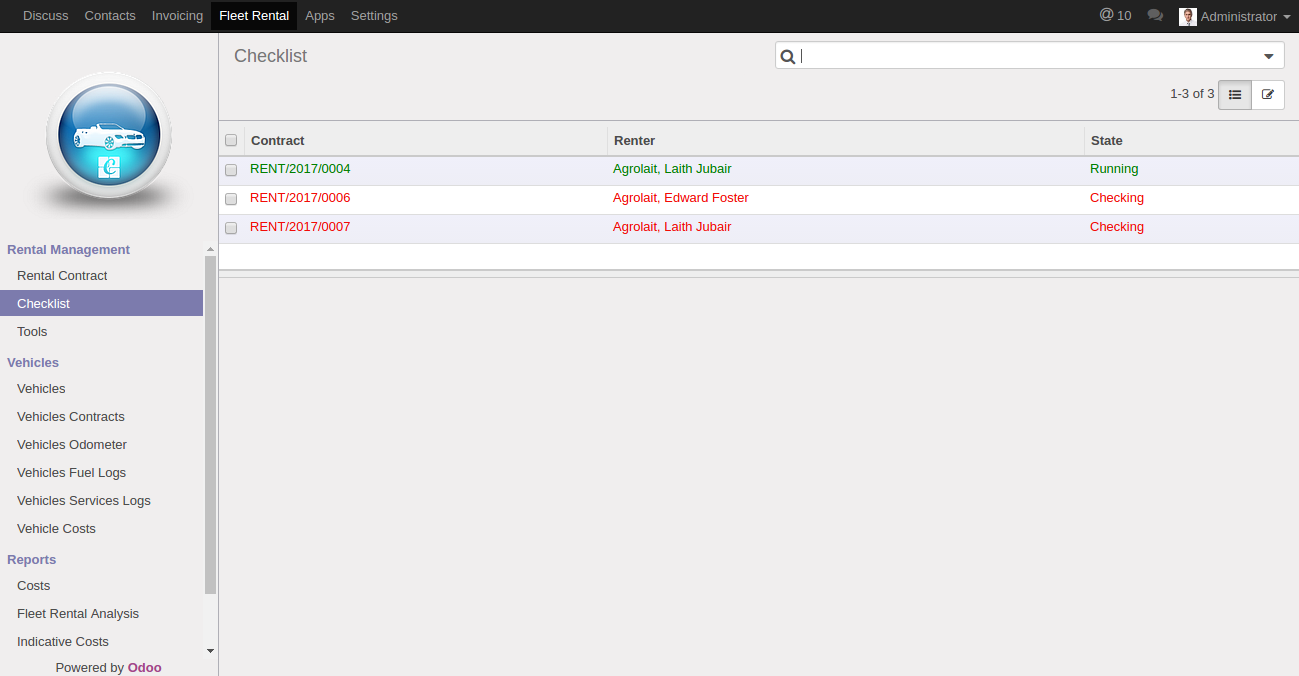 Discuss Contacts Invoicing Fleet Rental Apps Settings @ 10 Administrator
Checklist
1-3 of 3
Contract Renter State
RENT/2017/0004 Agrolait, Laith Jubair Running
RENT/2017/0006 Agrolait, Edward Foster Checking
RENT/2017/0007 Agrolait, Laith Jubair Checking
Rental Management
Rental Contract
Checklist
Tools
Vehicles
Vehicles
Vehicles Contracts
Vehicles Odometer
Vehicles Fuel Logs
Vehicles Services Logs
Vehicle Costs
Reports
Costs
Fleet Rental Analysis
Indicative Costs
Powered by Odoo